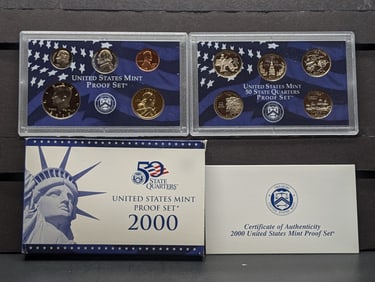 UNITED STATES MINT
PROOF SET®
UNITED STATES MINT
50 STATE QUARTERS
PROOF SET®
50
STATE
QUARTERS®
UNITED STATES MINT
PROOF SET®
2000
Certificate of Authenticity
2000 United States Mint Proof Set®